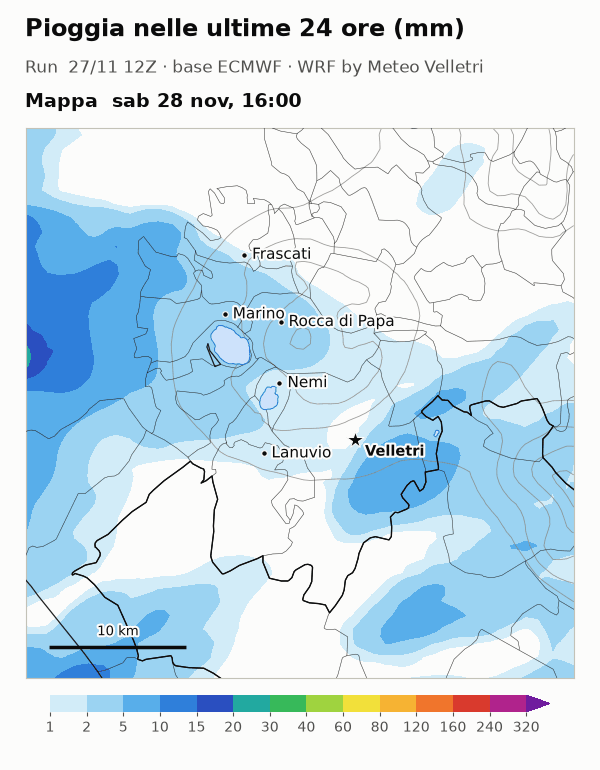 Pioggia nelle ultime 24 ore (mm)
Run  27/11 12Z · base ECMWF · WRF by Meteo Velletri
Mappa  sab 28 nov, 16:00
Frascati
Marino
Rocca di Papa
Nemi
Velletri
Lanuvio
10 km
1 2 5 10 15 20 30 40 60 80 120 160 240 320